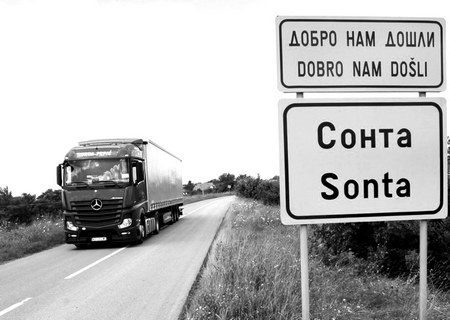 ДОБРО НАМ ДОШЛИ
DOBRO NAM DOŠLI
Сонта
Sonta